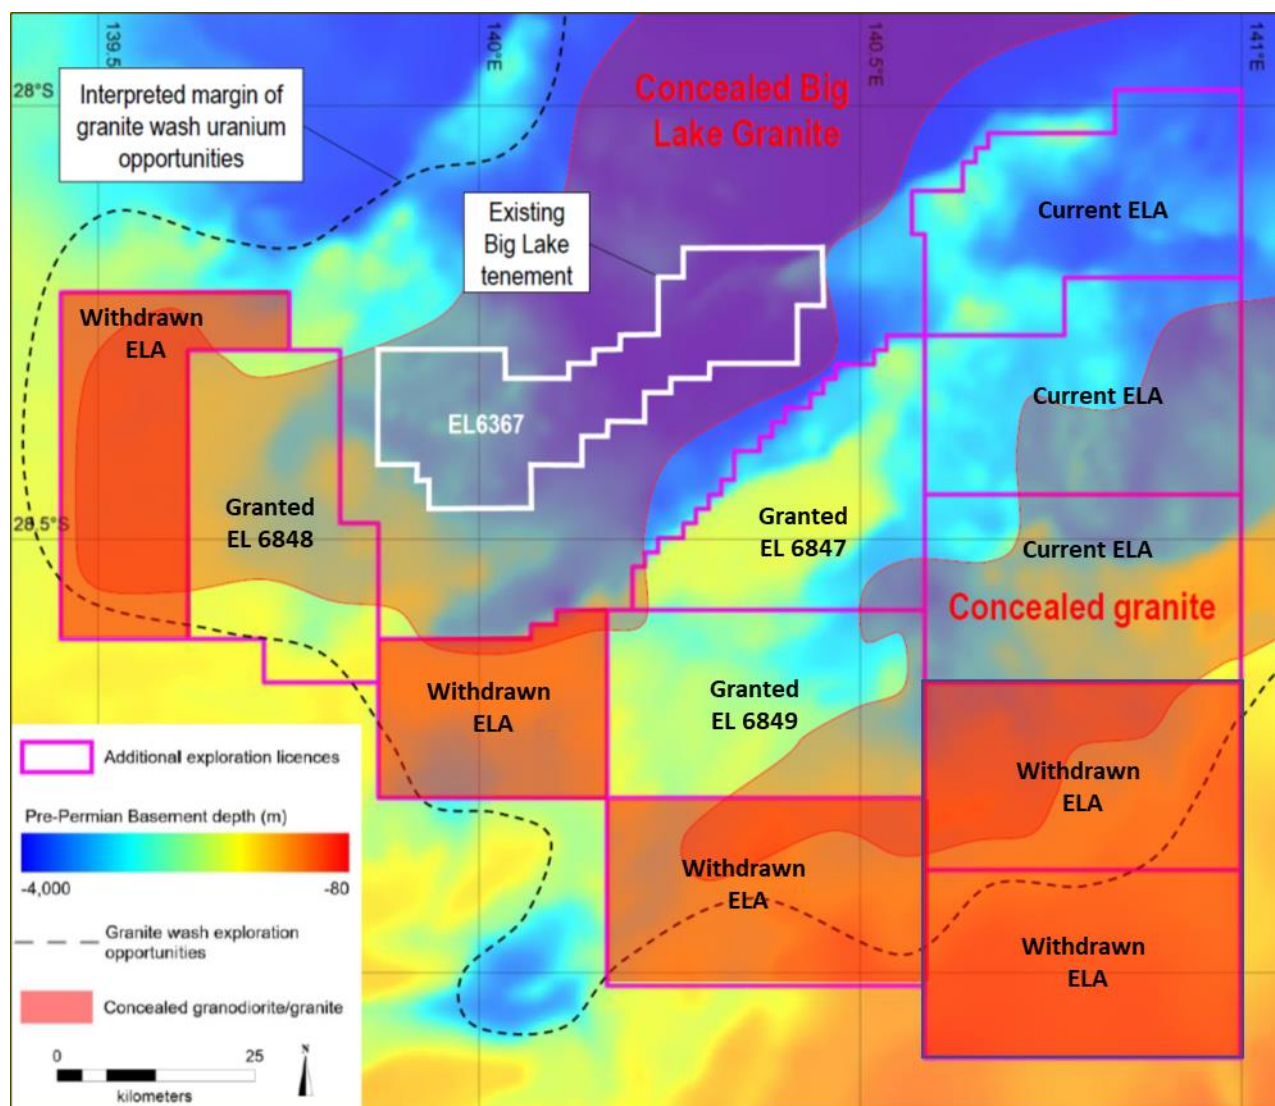 139.5
140°E
140.5°E
141°E
28°S
Interpreted margin of
granite wash uranium
opportunities
Concealed Big
Lake Granite
Existing
Big Lake
tenement
Current ELA
Withdrawn
ELA
Current ELA
EL6367
Granted
EL 6848
28.5°S
Granted
EL 6847
Current ELA
Concealed granite
Withdrawn
ELA
Granted
EL 6849
Withdrawn
ELA
Withdrawn
ELA
Withdrawn
ELA
Additional exploration licences
Pre-Permian Basement depth (m)
-4,000
-80
Granite wash exploration
opportunities
Concealed granodiorite/granite
0
25
kilometers
N